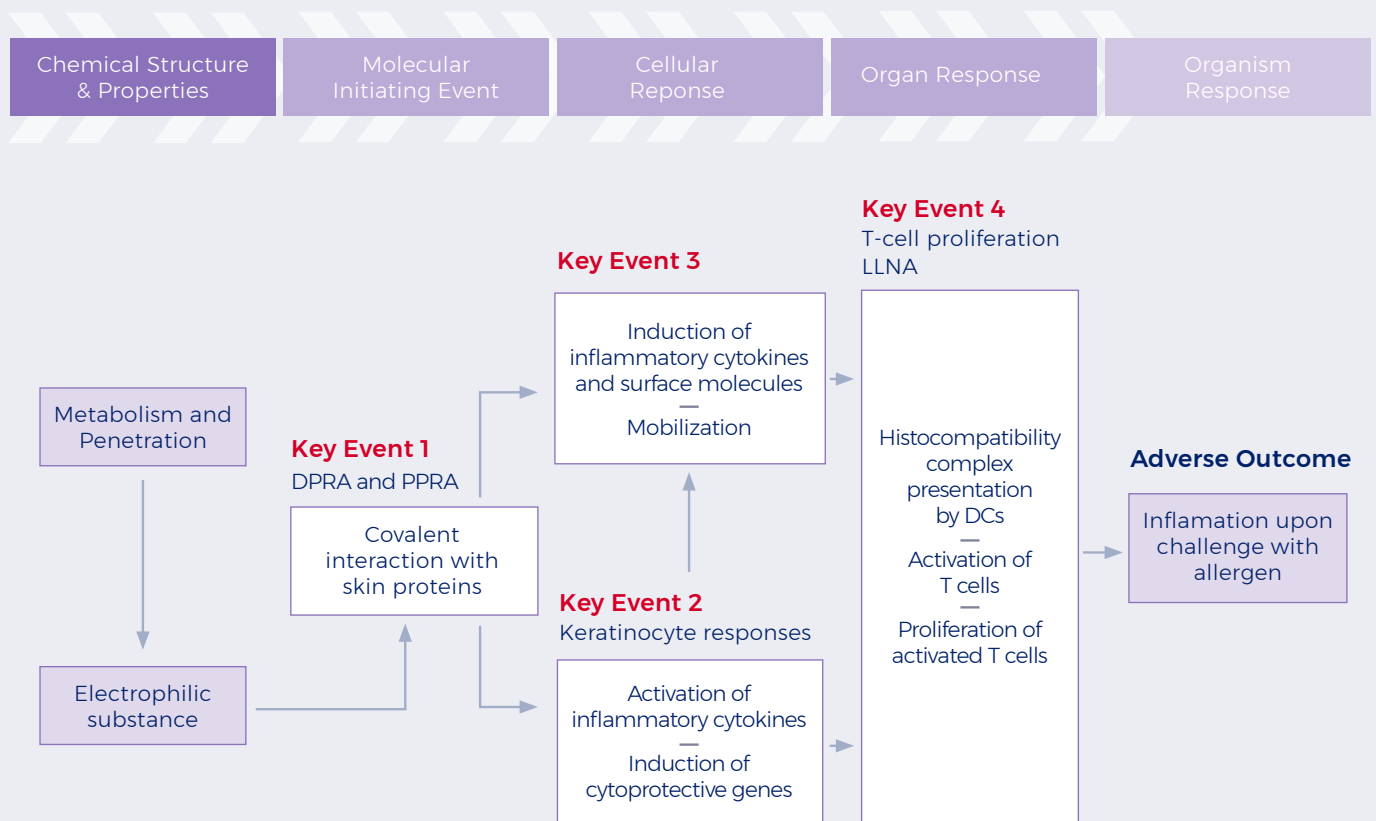 Chemical Structure
& Properties
Molecular
Initiating Event
Cellular
Reponse
Organ Response
Organism
Response
Metabolism and
Penetration
Electrophilic
substance
Key Event 1
DPRA and PPRA
Covalent
interaction with
skin proteins
Key Event 3
Induction of
inflammatory cytokines
and surface molecules
Mobilization
Key Event 2
Keratinocyte responses
Activation of
inflammatory cytokines
Induction of
cytoprotective genes
Key Event 4
T-cell proliferation
LLNA
Histocompatibility
complex
presentation
by DCs
Activation of
T cells
Proliferation of
activated T cells
Adverse Outcome
Inflamation upon
challenge with
allergen